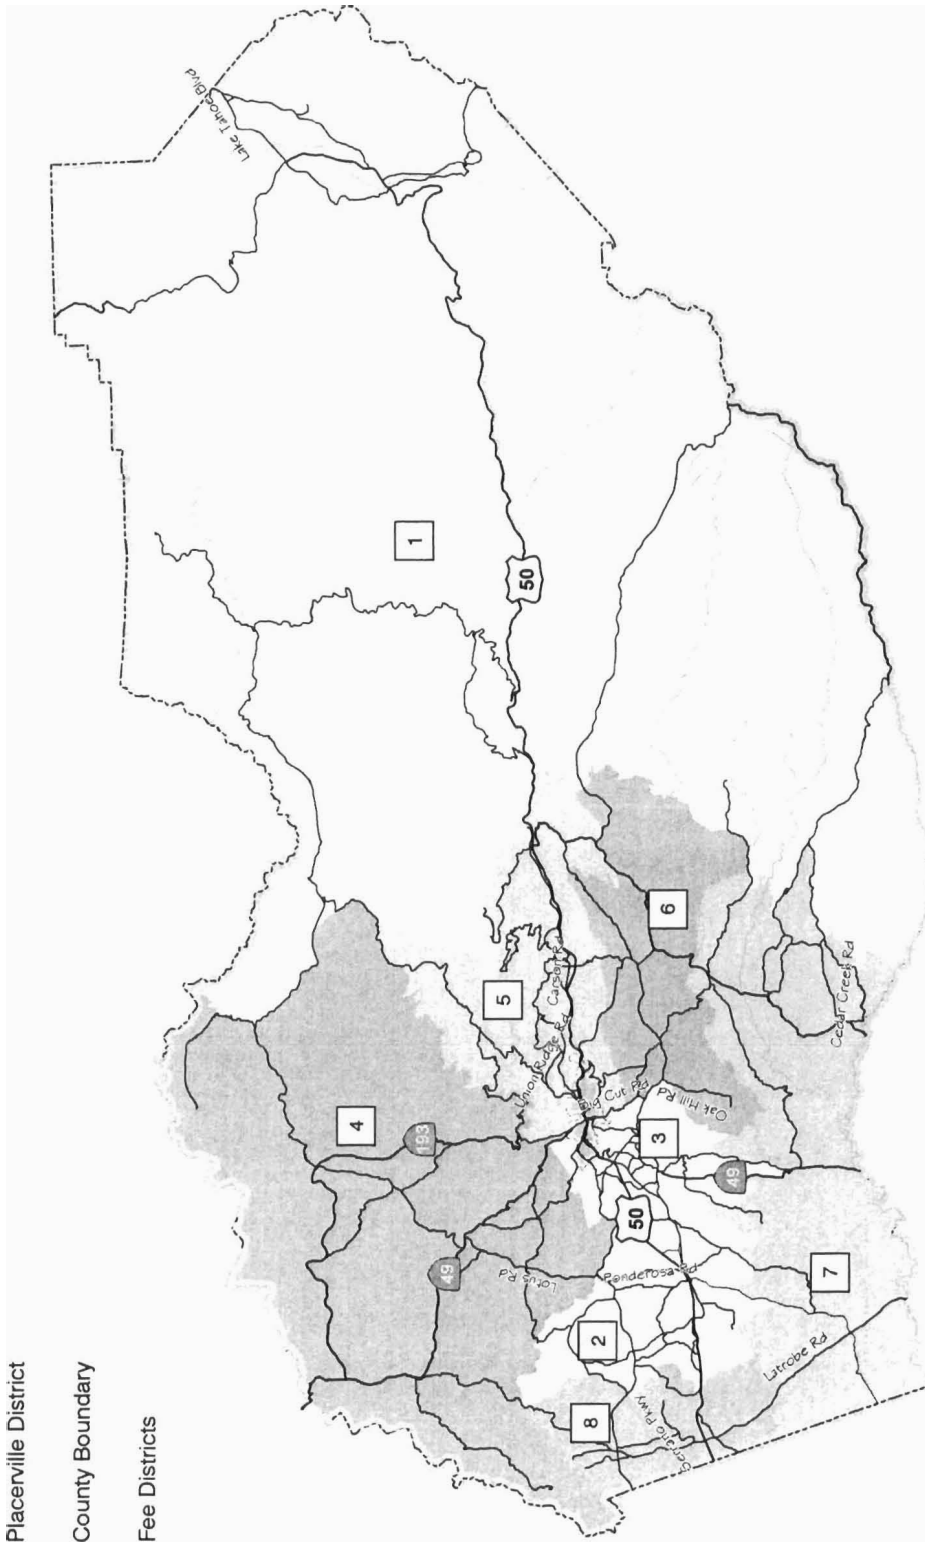 Placerville District
County Boundary
Fee Districts
Lake Tahoe Blvd
1
50
6
5
Carson Rd
Cedar Creek Rd
Union Ridge Rd
Big Cut Rd
Oak Hill Rd
4
193
3
49
50
49
Lotus Rd
Ponderosa Rd
7
2
Latrobe Rd
8
Serrano Pkwy